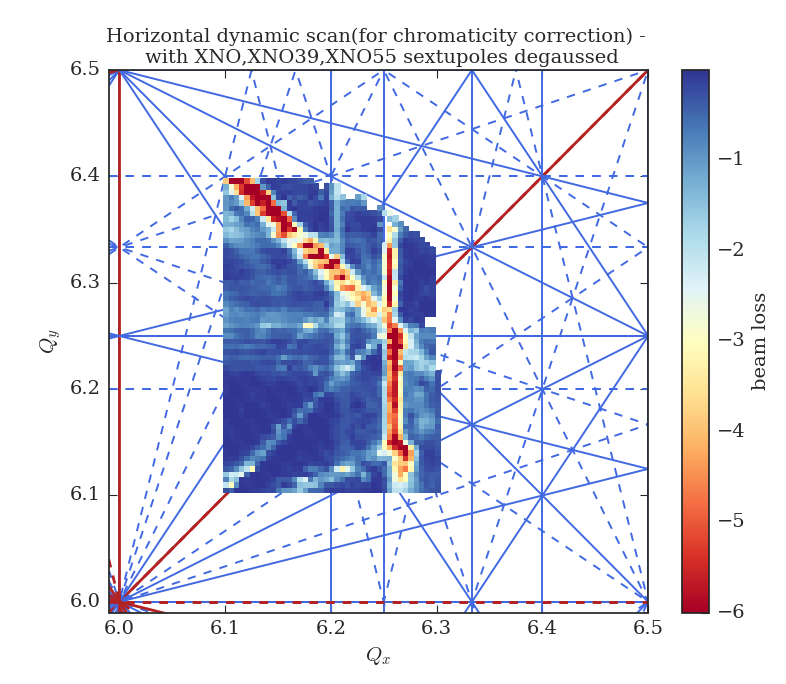 Horizontal dynamic scan(for chromaticity correction) -
with XNO,XNO39,XNO55 sextupoles degaussed
6.5
6.4
6.3
6.2
6.1
6.0
Q_y
6.0 6.1 6.2 6.3 6.4 6.5
Q_x
−1
−2
−3
−4
−5
−6
beam loss